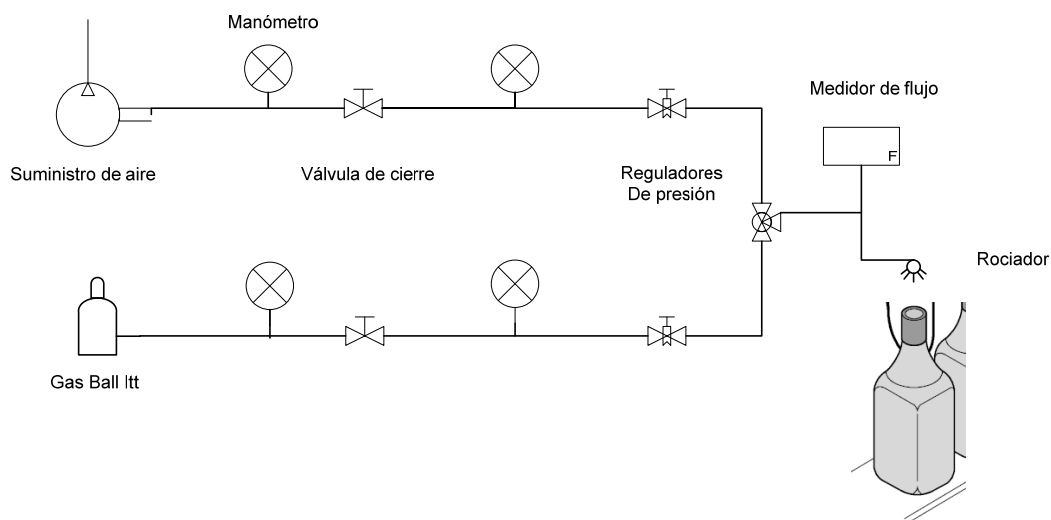 Manómetro
Medidor de flujo
F
Suministro de aire
Válvula de cierre
Reguladores
De presión
Rociador
Gas Ball Itt